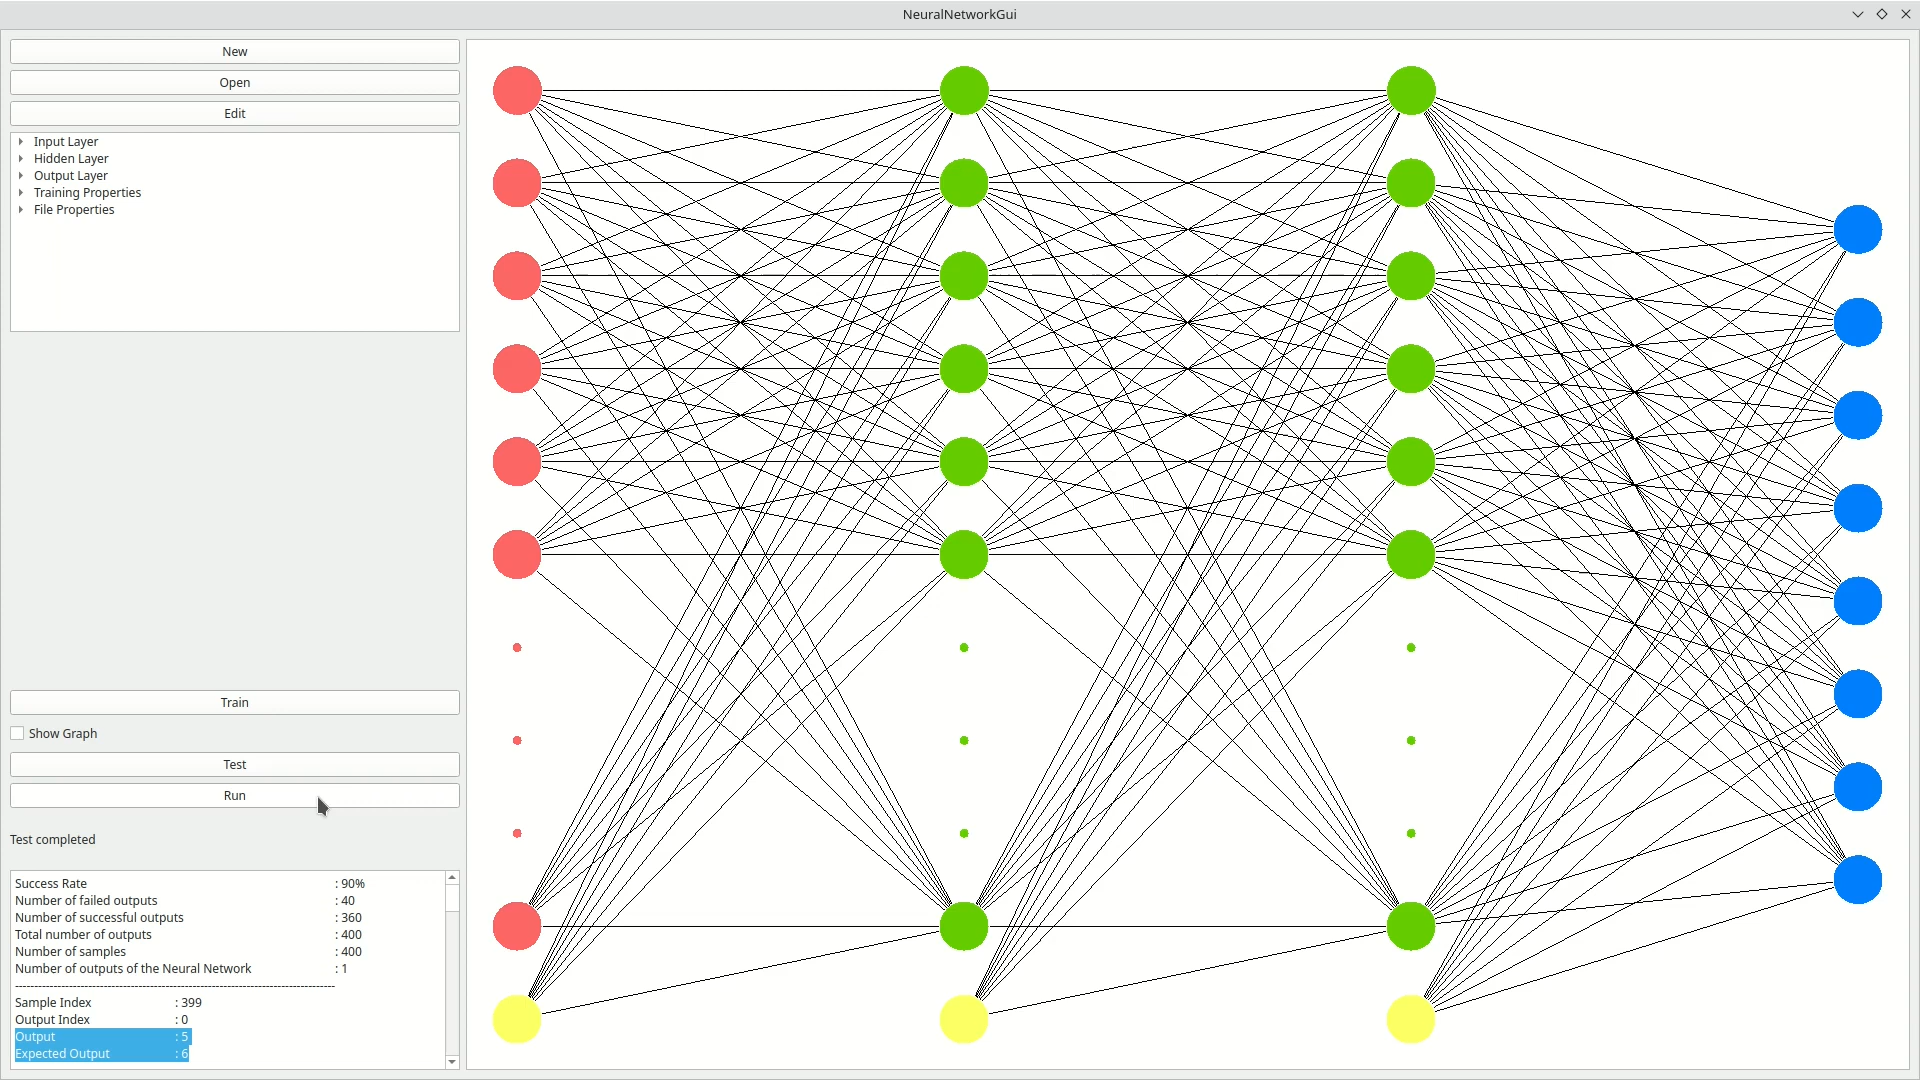 NeuralNetworkGui
New
Open
Edit
Input Layer
Hidden Layer
Output Layer
Training Properties
File Properties
Train
Show Graph
Test
Run
Test completed
Success Rate : 90%
Number of failed outputs : 40
Number of successful outputs : 360
Total number of outputs : 400
Number of samples : 400
Number of outputs of the Neural Network : 1
--------------------------------------------------------------------------------
Sample Index : 399
Output Index : 0
Output : 5
Expected Output : 6